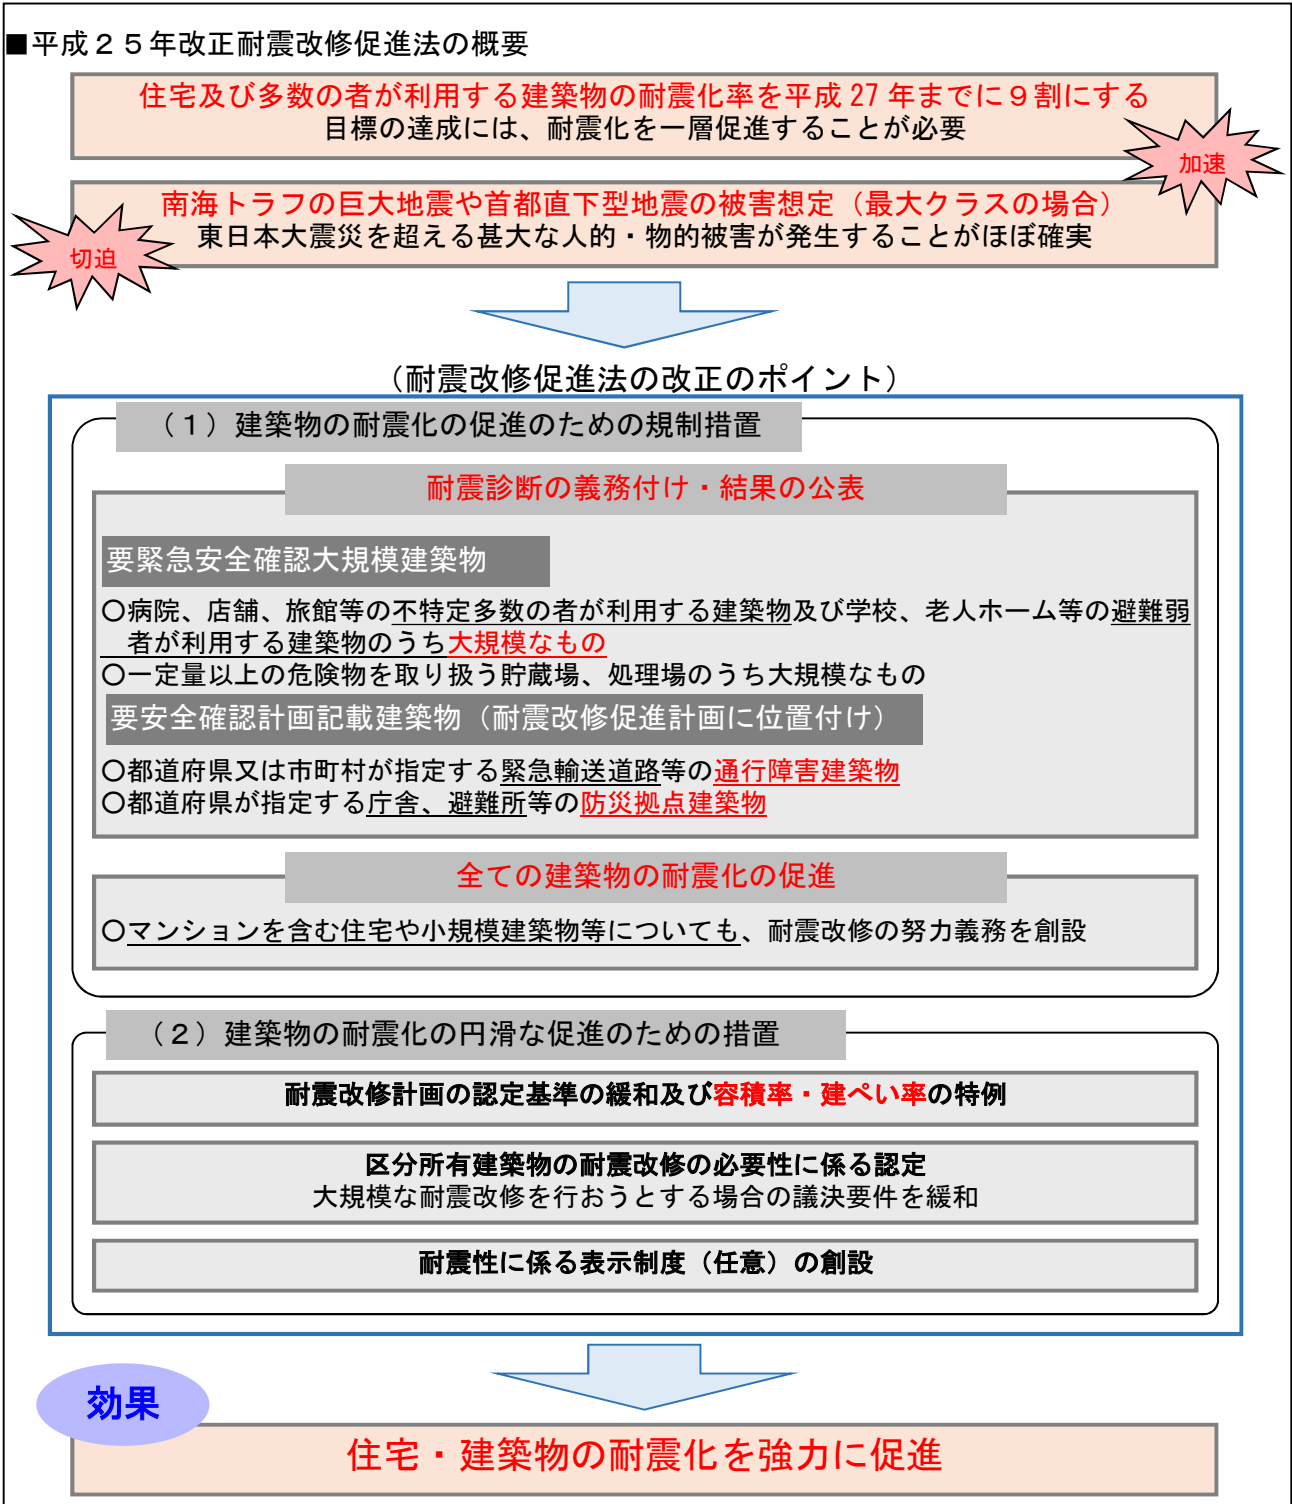 ■平成２５年改正耐震改修促進法の概要
住宅及び多数の者が利用する建築物の耐震化率を平成 27 年までに９割にする
目標の達成には、耐震化を一層促進することが必要
加速
南海トラフの巨大地震や首都直下型地震の被害想定（最大クラスの場合）
東日本大震災を超える甚大な人的・物的被害が発生することがほぼ確実
切迫
（耐震改修促進法の改正のポイント）
（１）建築物の耐震化の促進のための規制措置
耐震診断の義務付け・結果の公表
要緊急安全確認大規模建築物
○病院、店舗、旅館等の不特定多数の者が利用する建築物及び学校、老人ホーム等の避難弱
者が利用する建築物のうち大規模なもの
○一定量以上の危険物を取り扱う貯蔵場、処理場のうち大規模なもの
要安全確認計画記載建築物（耐震改修促進計画に位置付け）
○都道府県又は市町村が指定する緊急輸送道路等の通行障害建築物
○都道府県が指定する庁舎、避難所等の防災拠点建築物
全ての建築物の耐震化の促進
○マンションを含む住宅や小規模建築物等についても、耐震改修の努力義務を創設
（２）建築物の耐震化の円滑な促進のための措置
耐震改修計画の認定基準の緩和及び容積率・建ぺい率の特例
区分所有建築物の耐震改修の必要性に係る認定
大規模な耐震改修を行おうとする場合の議決要件を緩和
耐震性に係る表示制度（任意）の創設
効果
住宅・建築物の耐震化を強力に促進